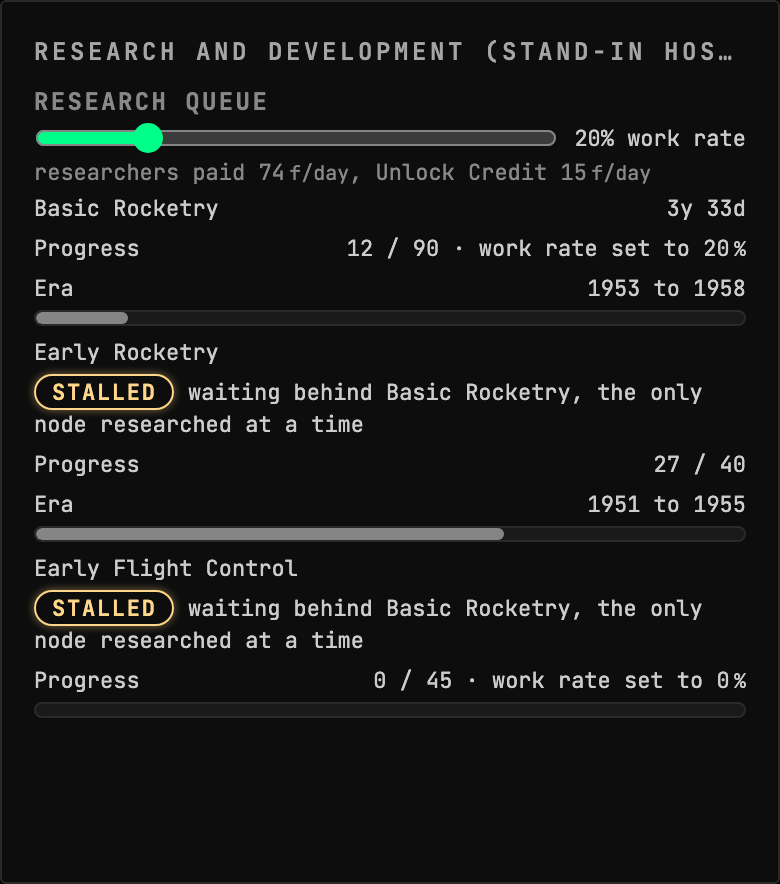 RESEARCH AND DEVELOPMENT (STAND-IN HOS…
RESEARCH QUEUE
20% work rate
researchers paid 74 f/day, Unlock Credit 15 f/day
Basic Rocketry 3y 33d
Progress 12 / 90 · work rate set to 20 %
Era 1953 to 1958
Early Rocketry
STALLED waiting behind Basic Rocketry, the only
node researched at a time
Progress 27 / 40
Era 1951 to 1955
Early Flight Control
STALLED waiting behind Basic Rocketry, the only
node researched at a time
Progress 0 / 45 · work rate set to 0 %